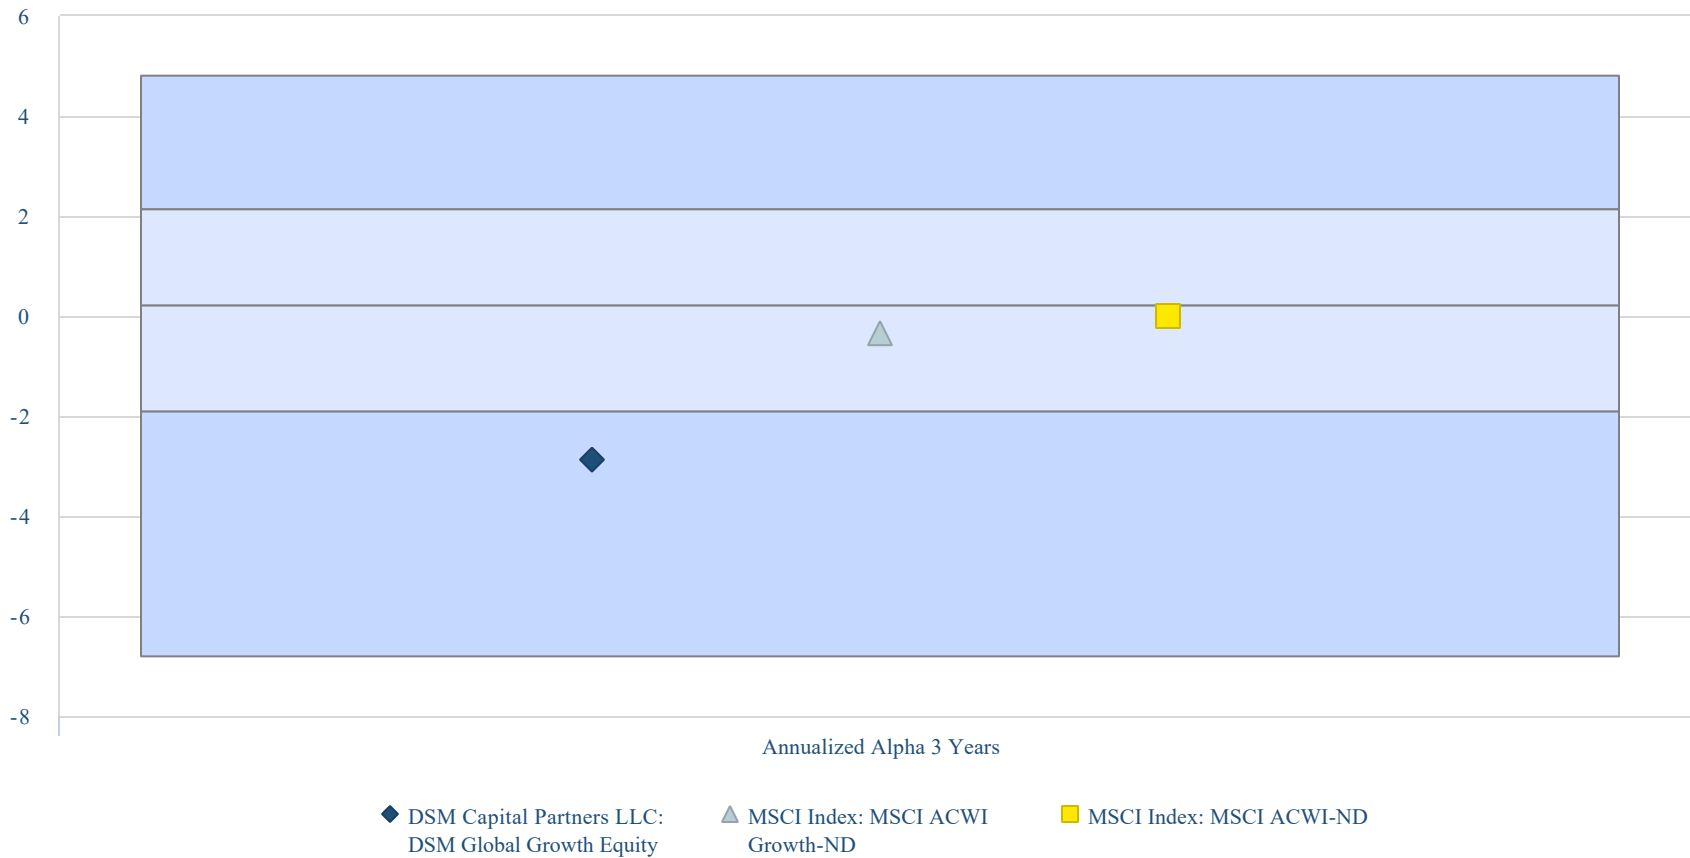 6
4
2
0
-2
-4
-6
-8
Annualized Alpha 3 Years
DSM Capital Partners LLC:
DSM Global Growth Equity
MSCI Index: MSCI ACWI
Growth-ND
MSCI Index: MSCI ACWI-ND